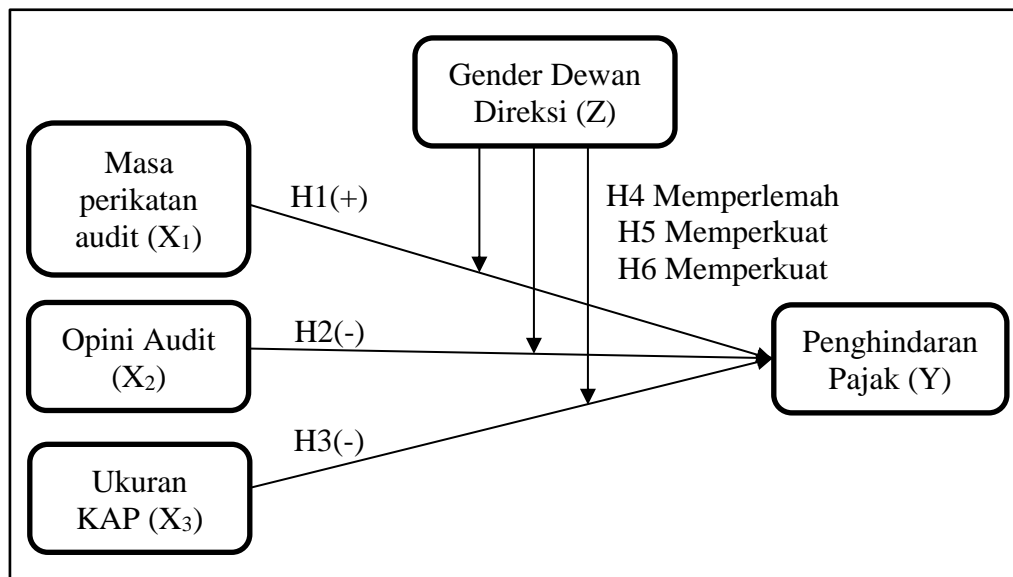 Gender Dewan
Direksi (Z)
Masa
perikatan
audit (X₁)
H1(+)
H4 Memperlemah
H5 Memperkuat
H6 Memperkuat
Opini Audit
(X₂)
H2(-)
Penghindaran
Pajak (Y)
H3(-)
Ukuran
KAP (X₃)